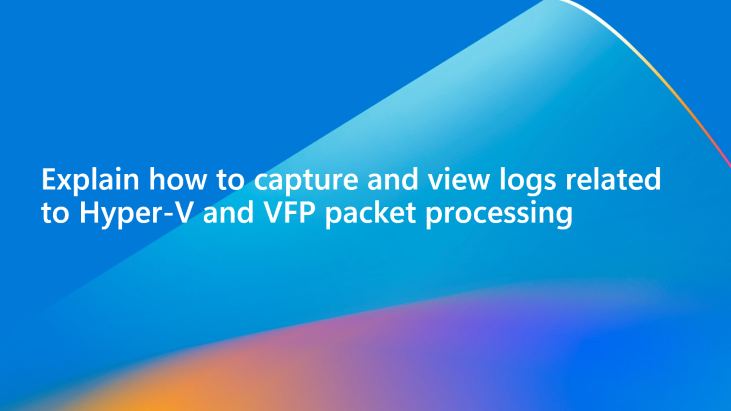 Explain how to capture and view logs related
to Hyper-V and VFP packet processing